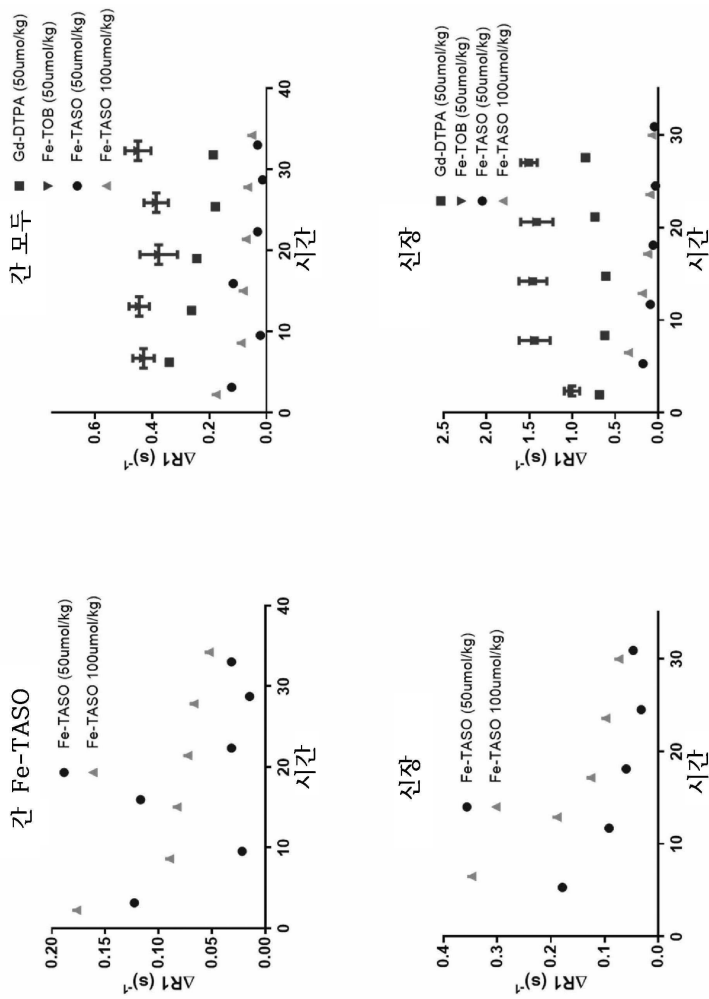 간 Fe-TASO
Fe-TASO (50umol/kg)
Fe-TASO 100umol/kg)
ΔR1 (s)⁻¹
0.20
0.15
0.10
0.05
0.00
0 10 20 30 40
시간
간 모두
Gd-DTPA (50umo/kg)
Fe-TOB (50umol/kg)
Fe-TASO (50umol/kg)
Fe-TASO 100umol/kg)
ΔR1 (s)⁻¹
0.6
0.4
0.2
0.0
0 10 20 30 40
시간
신장
Fe-TASO (50umol/kg)
Fe-TASO 100umol/kg)
ΔR1 (s)⁻¹
0.4
0.3
0.2
0.1
0.0
0 10 20 30
시간
신장
Gd-DTPA (50umol/kg)
Fe-TOB (50umol/kg)
Fe-TASO (50umol/kg)
Fe-TASO 100umol/kg)
ΔR1 (s)⁻¹
2.5
2.0
1.5
1.0
0.5
0.0
0 10 20 30
시간